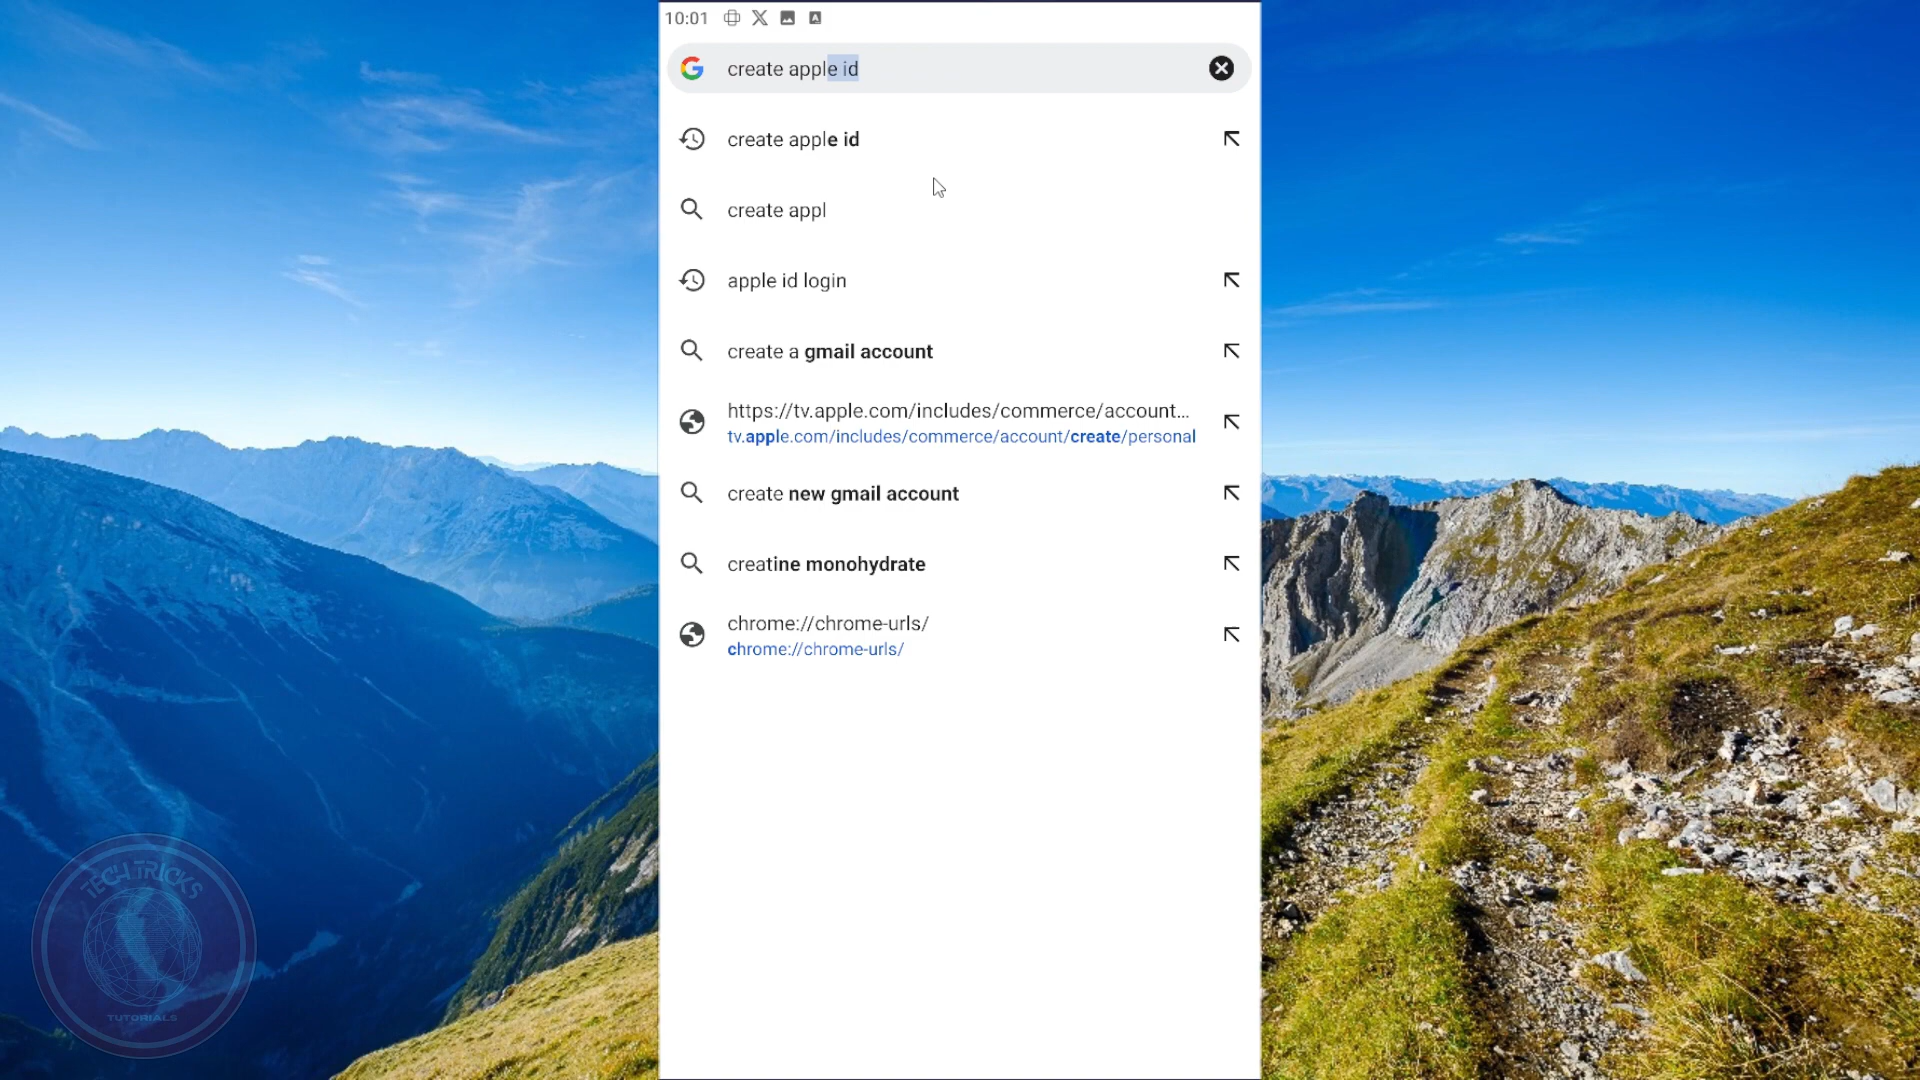 10:01
create apple id
create apple id
create appl
apple id login
create a gmail account
https://tv.apple.com/includes/commerce/account...
tv.apple.com/includes/commerce/account/create/personal
create new gmail account
creatine monohydrate
chrome://chrome-urls/
chrome://chrome-urls/
TECH TRICKS
TUTORIALS